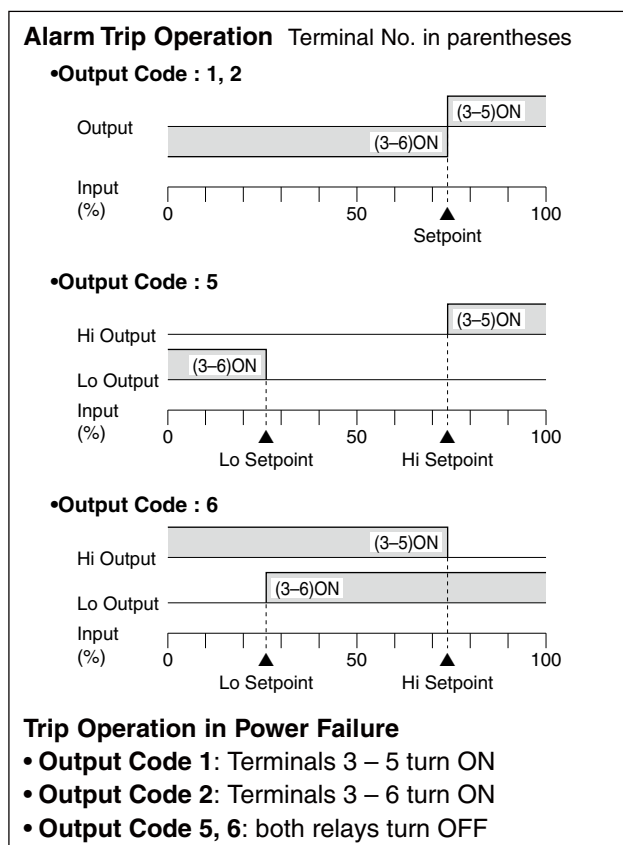 Alarm Trip Operation Terminal No. in parentheses
•Output Code : 1, 2
(3–5)ON
Output
(3–6)ON
Input
(%)
0 50 100
Setpoint
•Output Code : 5
(3–5)ON
Hi Output
(3–6)ON
Lo Output
Input
(%)
0 50 100
Lo Setpoint Hi Setpoint
•Output Code : 6
(3–5)ON
Hi Output
(3–6)ON
Lo Output
Input
(%)
0 50 100
Lo Setpoint Hi Setpoint
Trip Operation in Power Failure
• Output Code 1: Terminals 3 – 5 turn ON
• Output Code 2: Terminals 3 – 6 turn ON
• Output Code 5, 6: both relays turn OFF